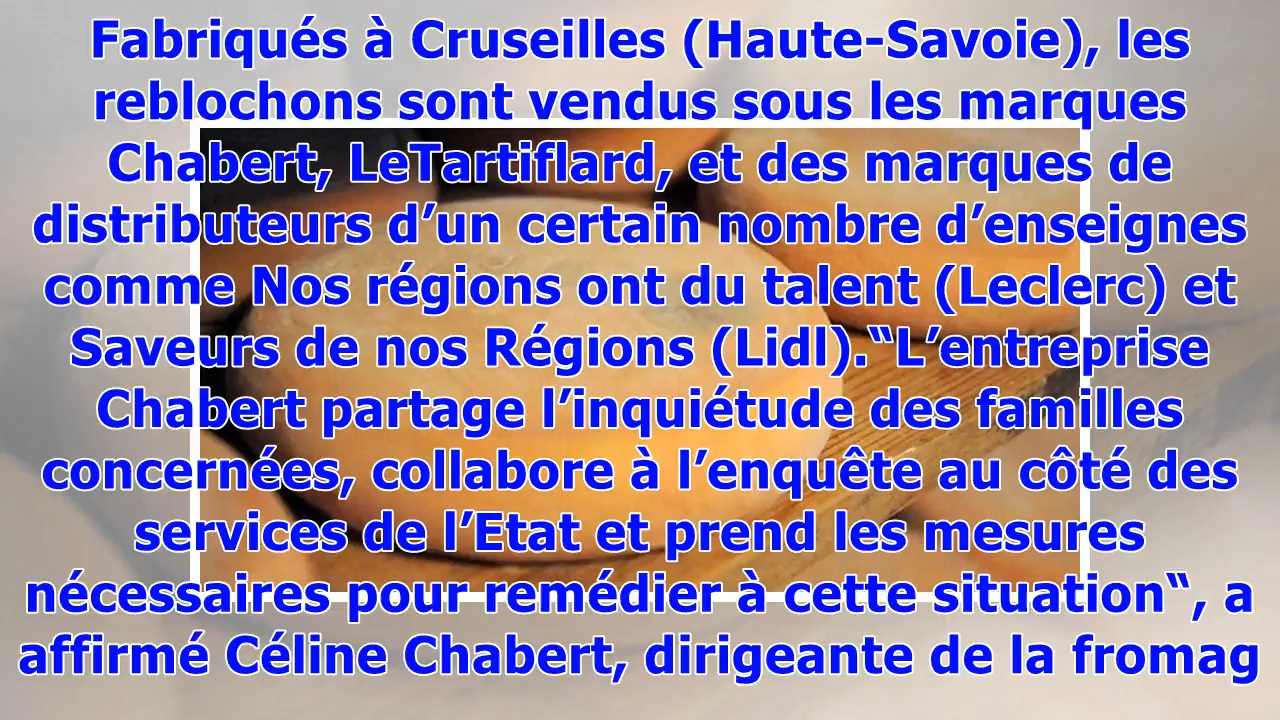 Fabriqués à Cruseilles (Haute-Savoie), les
reblochons sont vendus sous les marques
Chabert, LeTartiflard, et des marques de
distributeurs d’un certain nombre d’enseignes
comme Nos régions ont du talent (Leclerc) et
Saveurs de nos Régions (Lidl).“L’entreprise
Chabert partage l’inquiétude des familles
concernées, collabore à l’enquête au côté des
services de l’Etat et prend les mesures
nécessaires pour remédier à cette situation“, a
affirmé Céline Chabert, dirigeante de la fromag